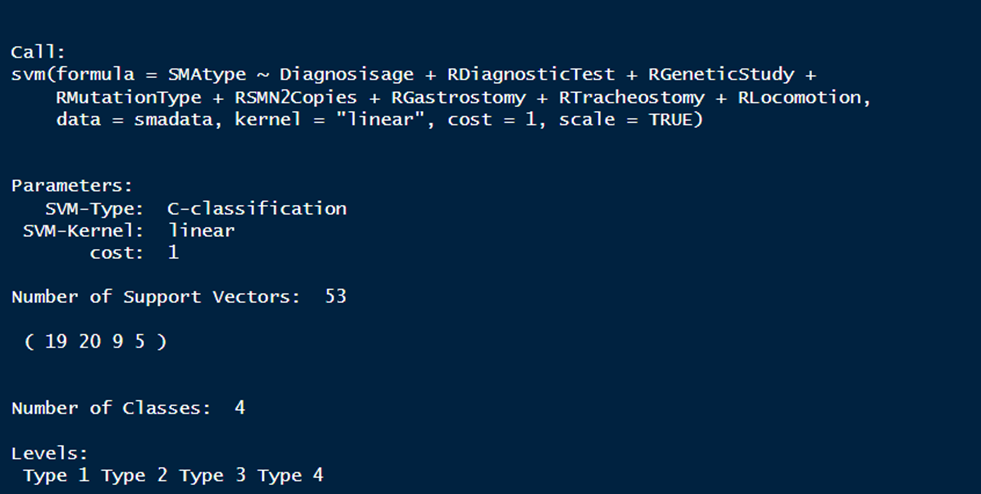 Call:
svm(formula = SMAtype ~ Diagnosisage + RDiagnosticTest + RGeneticStudy +
    RMutationType + RSMN2Copies + RGastrostomy + RTracheostomy + RLocomotion,
    data = smadata, kernel = "linear", cost = 1, scale = TRUE)
Parameters:
   SVM-Type:  C-classification
 SVM-Kernel:  linear
       cost:  1
Number of Support Vectors:  53
 ( 19 20 9 5 )
Number of Classes:  4
Levels:
 Type 1 Type 2 Type 3 Type 4